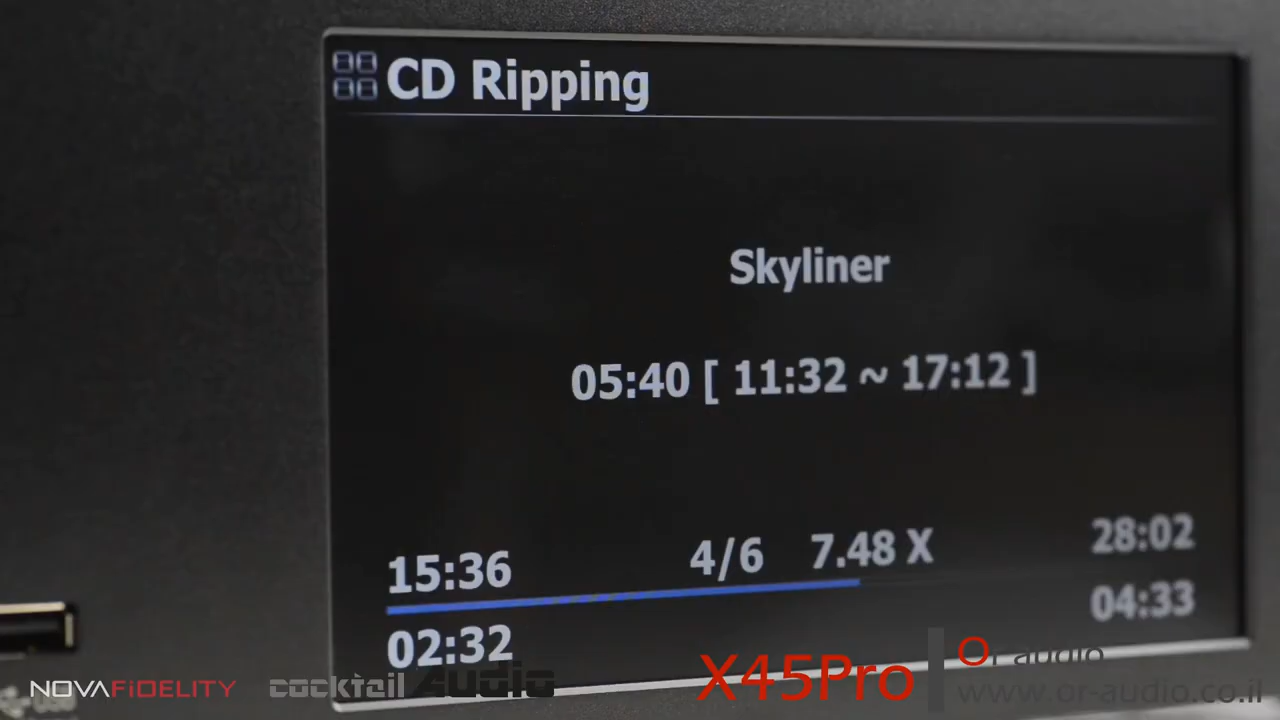 CD Ripping
Skyliner
05:40 [ 11:32 ~ 17:12 ]
15:36 4/6 7.48 X 28:02
02:32 04:33
NOVAFIDELITY cocktail Audio X45Pro Or audio
www.or-audio.co.il
USB